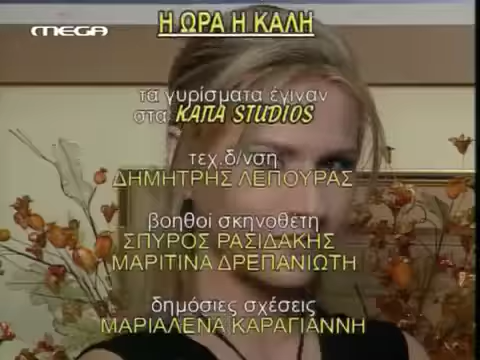 MEGA
Η ΩΡΑ Η ΚΑΛΗ
τα γυρίσματα έγιναν
στα ΚΑΠΑ STUDIOS
τεχ.δ/νση
ΔΗΜΗΤΡΗΣ ΛΕΠΟΥΡΑΣ
βοηθοί σκηνοθέτη
ΣΠΥΡΟΣ ΡΑΣΙΔΑΚΗΣ
ΜΑΡΙΤΙΝΑ ΔΡΕΠΑΝΙΩΤΗ
δημόσιες σχέσεις
ΜΑΡΙΑΛΕΝΑ ΚΑΡΑΓΙΑΝΝΗ